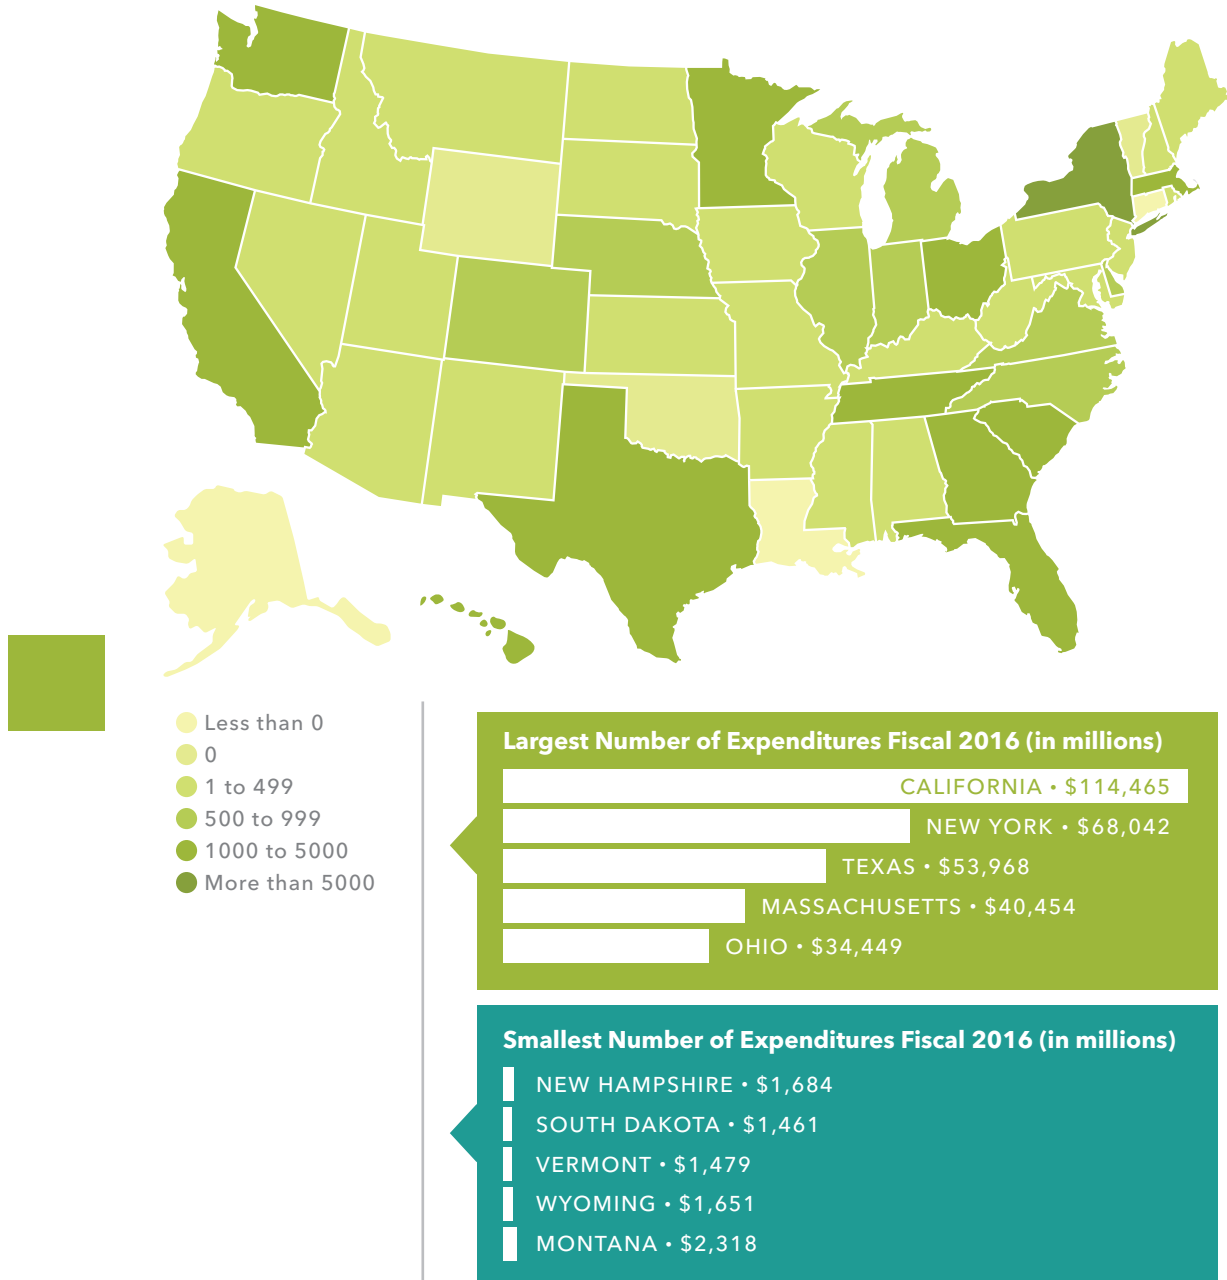 Less than 0
0
1 to 499
500 to 999
1000 to 5000
More than 5000
Largest Number of Expenditures Fiscal 2016 (in millions)
CALIFORNIA • $114,465
NEW YORK • $68,042
TEXAS • $53,968
MASSACHUSETTS • $40,454
OHIO • $34,449
Smallest Number of Expenditures Fiscal 2016 (in millions)
NEW HAMPSHIRE • $1,684
SOUTH DAKOTA • $1,461
VERMONT • $1,479
WYOMING • $1,651
MONTANA • $2,318